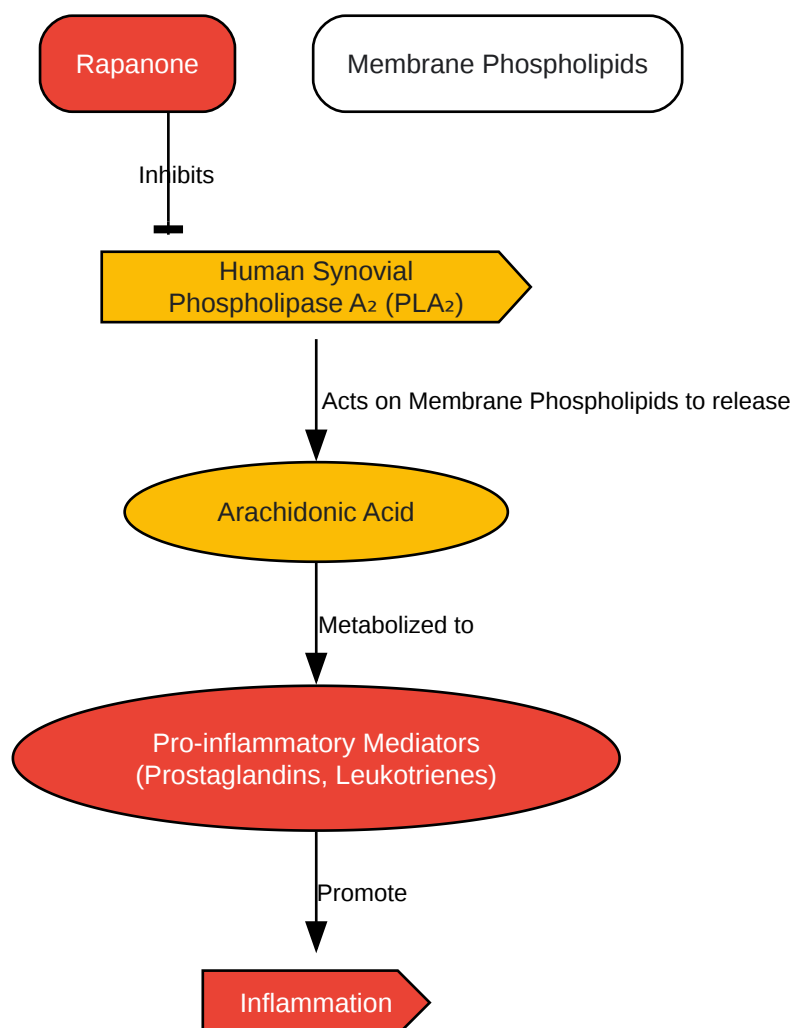 Rapanone
Membrane Phospholipids
Inhibits
Human Synovial
Phospholipase A₂ (PLA₂)
Acts on Membrane Phospholipids to release
Arachidonic Acid
Metabolized to
Pro-inflammatory Mediators
(Prostaglandins, Leukotrienes)
Promote
Inflammation